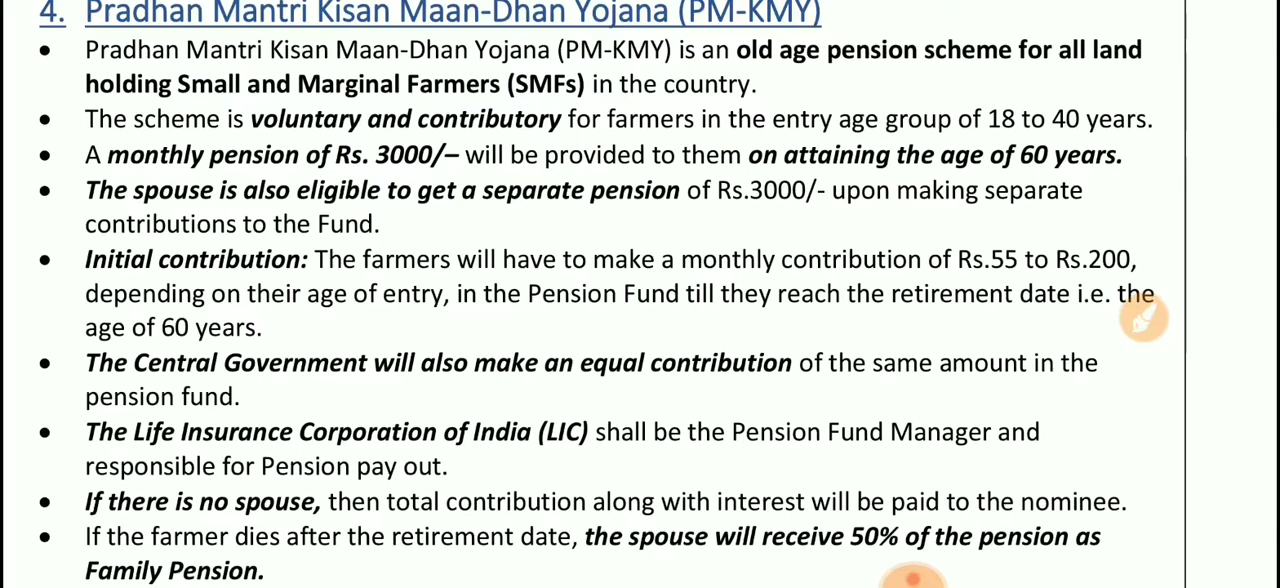 4. Pradhan Mantri Kisan Maan-Dhan Yojana (PM-KMY)
• Pradhan Mantri Kisan Maan-Dhan Yojana (PM-KMY) is an old age pension scheme for all land
holding Small and Marginal Farmers (SMFs) in the country.
• The scheme is voluntary and contributory for farmers in the entry age group of 18 to 40 years.
• A monthly pension of Rs. 3000/– will be provided to them on attaining the age of 60 years.
• The spouse is also eligible to get a separate pension of Rs.3000/- upon making separate
contributions to the Fund.
• Initial contribution: The farmers will have to make a monthly contribution of Rs.55 to Rs.200,
depending on their age of entry, in the Pension Fund till they reach the retirement date i.e. the
age of 60 years.
• The Central Government will also make an equal contribution of the same amount in the
pension fund.
• The Life Insurance Corporation of India (LIC) shall be the Pension Fund Manager and
responsible for Pension pay out.
• If there is no spouse, then total contribution along with interest will be paid to the nominee.
• If the farmer dies after the retirement date, the spouse will receive 50% of the pension as
Family Pension.